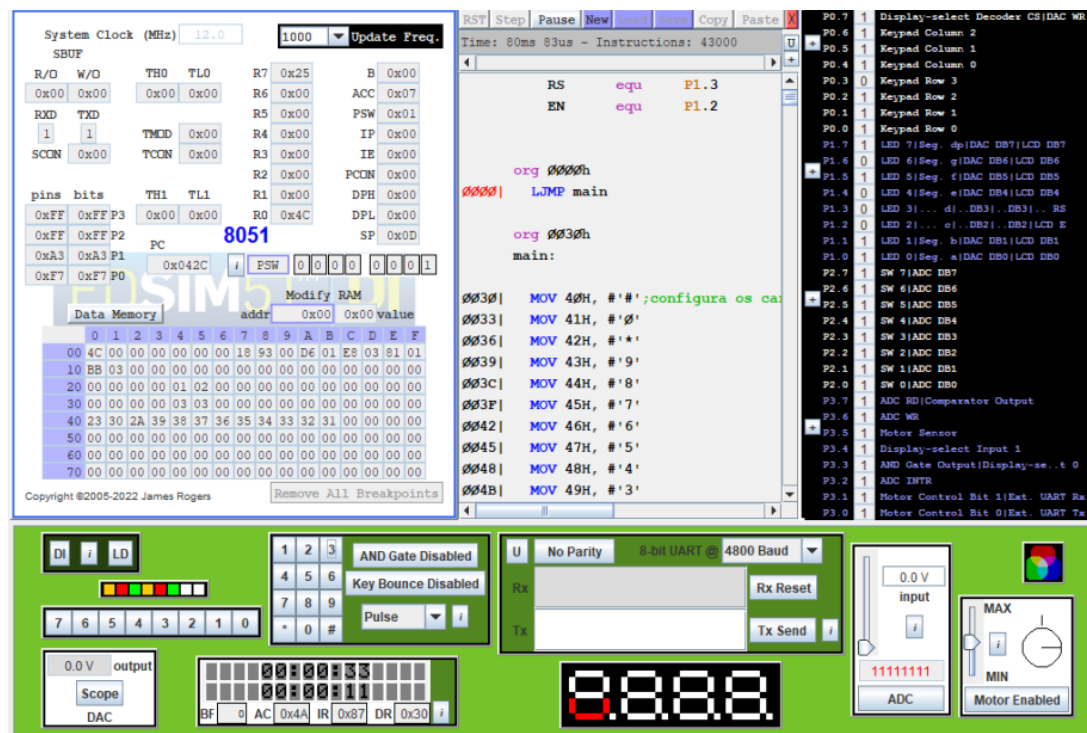 System Clock (MHz) 12.0 1000 Update Freq.
SBUF
R/O W/O TH0 TL0 R7 0x25 B 0x00
0x00 0x00 0x00 0x00 R6 0x00 ACC 0x07
RXD TXD R5 0x00 PSW 0x01
1 1 TMOD 0x00 R4 0x00 IP 0x00
SCON 0x00 TCON 0x00 R3 0x00 IE 0x00
R2 0x00 PCON 0x00
pins bits TH1 TL1 R1 0x00 DPH 0x00
0xFF 0xFF P3 0x00 0x00 R0 0x4C DPL 0x00
0xFF 0xFF P2 PC 8051 SP 0x0D
0xA3 0xA3 P1 0x042C i PSW 0 0 0 0 0 0 0 1
0xF7 0xF7 P0
Modify RAM
Data Memory addr 0x00 0x00 value
0 1 2 3 4 5 6 7 8 9 A B C D E F
00 4C 00 00 00 00 00 00 18 93 00 D6 01 E8 03 81 01
10 BB 03 00 00 00 00 00 00 00 00 00 00 00 00 00 00
20 00 00 00 00 01 02 00 00 00 00 00 00 00 00 00 00
30 00 00 00 00 03 03 00 00 00 00 00 00 00 00 00 00
40 23 30 2A 39 38 37 36 35 34 33 32 31 00 00 00 00
50 00 00 00 00 00 00 00 00 00 00 00 00 00 00 00 00
60 00 00 00 00 00 00 00 00 00 00 00 00 00 00 00 00
70 00 00 00 00 00 00 00 00 00 00 00 00 00 00 00 00
Copyright ©2005-2022 James Rogers Remove All Breakpoints
RST Step Pause New Load Save Copy Paste X
Time: 80ms 83us - Instructions: 43000 U
RS equ P1.3
EN equ P1.2
org 0000h
0000| LJMP main
org 0030h
main:
0030| MOV 40H, #'#';configura os ca
0033| MOV 41H, #'0'
0036| MOV 42H, #'*'
0039| MOV 43H, #'9'
003C| MOV 44H, #'8'
003F| MOV 45H, #'7'
0042| MOV 46H, #'6'
0045| MOV 47H, #'5'
0048| MOV 48H, #'4'
004B| MOV 49H, #'3'
P0.7 1 Display-select Decoder CS|DAC WR
P0.6 1 Keypad Column 2
P0.5 1 Keypad Column 1
P0.4 1 Keypad Column 0
P0.3 0 Keypad Row 3
P0.2 1 Keypad Row 2
P0.1 1 Keypad Row 1
P0.0 1 Keypad Row 0
P1.7 1 LED 7|Seg. dp|DAC DB7|LCD DB7
P1.6 0 LED 6|Seg. g|DAC DB6|LCD DB6
P1.5 1 LED 5|Seg. f|DAC DB5|LCD DB5
P1.4 0 LED 4|Seg. e|DAC DB4|LCD DB4
P1.3 0 LED 3|... d|..DB3|..DB3|.. RS
P1.2 0 LED 2|... c|..DB2|..DB2|LCD E
P1.1 1 LED 1|Seg. b|DAC DB1|LCD DB1
P1.0 1 LED 0|Seg. a|DAC DB0|LCD DB0
P2.7 1 SW 7|ADC DB7
P2.6 1 SW 6|ADC DB6
P2.5 1 SW 5|ADC DB5
P2.4 1 SW 4|ADC DB4
P2.3 1 SW 3|ADC DB3
P2.2 1 SW 2|ADC DB2
P2.1 1 SW 1|ADC DB1
P2.0 1 SW 0|ADC DB0
P3.7 1 ADC RD|Comparator Output
P3.6 1 ADC WR
P3.5 1 Motor Sensor
P3.4 1 Display-select Input 1
P3.3 1 AND Gate Output|Display-se..t 0
P3.2 1 ADC INTR
P3.1 1 Motor Control Bit 1|Ext. UART Rx
P3.0 1 Motor Control Bit 0|Ext. UART Tx
DI i LD
7 6 5 4 3 2 1 0
0.0 V output
Scope
DAC
1 2 3 AND Gate Disabled
4 5 6 Key Bounce Disabled
7 8 9 Pulse i
* 0 #
00:00:33
00:00:11
BF 0 AC 0x4A IR 0x87 DR 0x30 i
U No Parity 8-bit UART @ 4800 Baud
Rx Rx Reset
Tx Tx Send i
8.8.8.8.
0.0 V
input
i
11111111
ADC
MAX
i
MIN
Motor Enabled